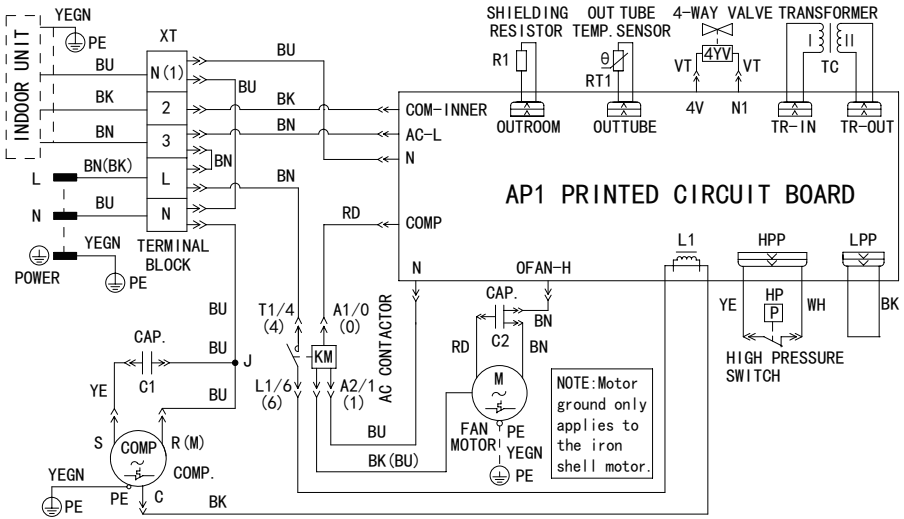 SHIELDING
RESISTOR
OUT TUBE
TEMP. SENSOR
4-WAY VALVE
TRANSFORMER
YEGN
PE
XT
INDOOR UNIT
BU
BK
BN
N(1)
2
3
L
N
BU
BU
BK
BN
BN
BN
R1
θ
RT1
4YV
VT
VT
4V
N1
I
II
TC
COM-INNER
AC-L
N
OUTROOM
OUTTUBE
TR-IN
TR-OUT
AP1 PRINTED CIRCUIT BOARD
L
BN(BK)
N
BU
YEGN
POWER
PE
TERMINAL
BLOCK
RD
COMP
N
OFAN-H
L1
HPP
LPP
BU
T1/4
(4)
A1/0
(0)
AC CONTACTOR
CAP.
C2
BN
RD
BN
YE
HP
P
WH
BK
HIGH PRESSURE
SWITCH
CAP.
C1
BU
J
KM
L1/6
(6)
A2/1
(1)
M
~
FAN
MOTOR
PE
YEGN
PE
NOTE:Motor
ground only
applies to
the iron
shell motor.
YE
BU
BU
BK(BU)
S
R(M)
COMP
~
COMP.
YEGN
PE
PE
C
BK